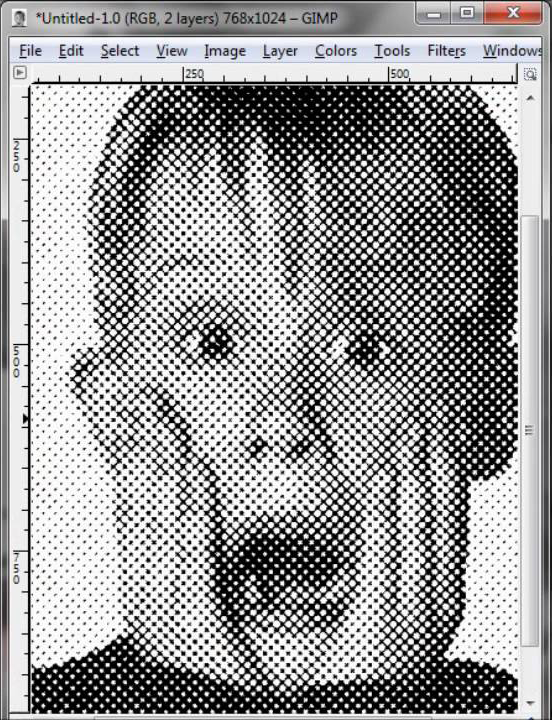 *Untitled-1.0 (RGB, 2 layers) 768x1024 – GIMP
File Edit Select View Image Layer Colors Tools Filters Windows
250 500
250
500
750